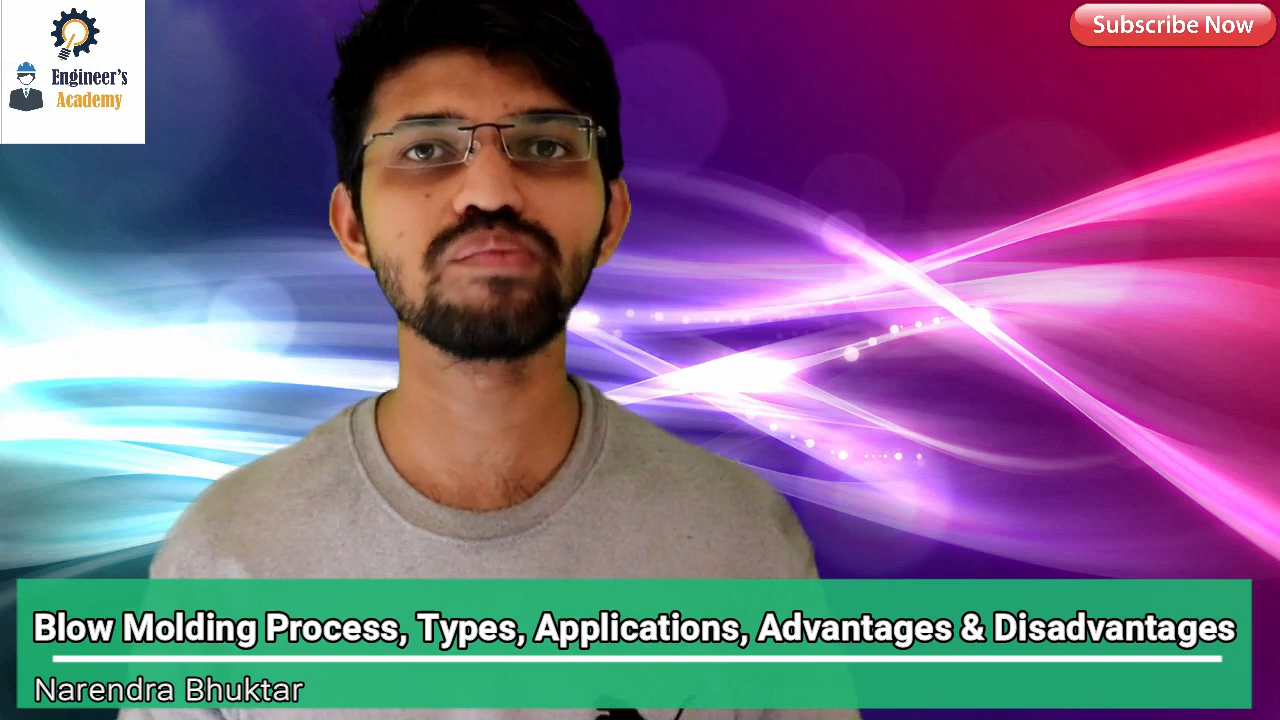 Engineer's
Academy
Subscribe Now
Blow Molding Process, Types, Applications, Advantages & Disadvantages
Narendra Bhuktar